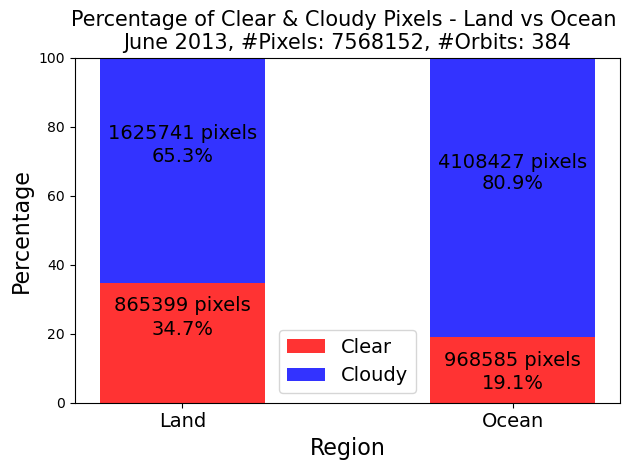 Percentage of Clear & Cloudy Pixels - Land vs Ocean
June 2013, #Pixels: 7568152, #Orbits: 384
Percentage
100
80
60
40
20
0
1625741 pixels
65.3%
865399 pixels
34.7%
4108427 pixels
80.9%
968585 pixels
19.1%
Clear
Cloudy
Land
Ocean
Region